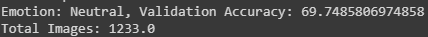 Emotion: Neutral, Validation Accuracy: 69.7485806974858
Total Images: 1233.0